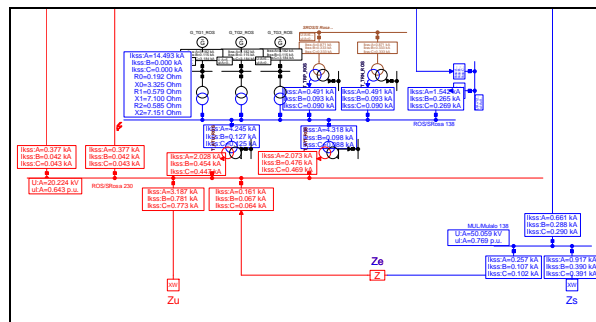 G_TG1_ROS
G_TG2_ROS
G_TG3_ROS
Ikss:A=14.493 kA
Ikss:B=0.000 kA
Ikss:C=0.000 kA
R0=0.192 Ohm
X0=3.325 Ohm
R1=0.579 Ohm
X1=7.100 Ohm
R2=0.585 Ohm
X2=7.151 Ohm
Ikss:A=0.491 kA
Ikss:B=0.093 kA
Ikss:C=0.090 kA
Ikss:A=0.491 kA
Ikss:B=0.093 kA
Ikss:C=0.090 kA
Ikss:A=1.542 kA
Ikss:B=0.265 kA
Ikss:C=0.269 kA
ROS/SRosa 138
Ikss:A=4.245 kA
Ikss:B=0.127 kA
Ikss:A=4.318 kA
Ikss:B=0.098 kA
Ikss:A=0.377 kA
Ikss:B=0.042 kA
Ikss:C=0.043 kA
Ikss:A=0.377 kA
Ikss:B=0.042 kA
Ikss:C=0.043 kA
Ikss:A=2.028 kA
Ikss:B=0.454 kA
Ikss:A=2.073 kA
Ikss:B=0.476 kA
Ikss:C=0.469 kA
U:A=20.224 kV
u:A=0.643 p.u.
ROS/SRosa 230
Ikss:A=3.187 kA
Ikss:B=0.781 kA
Ikss:C=0.773 kA
Ikss:A=0.161 kA
Ikss:B=0.067 kA
Ikss:C=0.064 kA
Ikss:A=0.661 kA
Ikss:B=0.288 kA
Ikss:C=0.290 kA
MUL/Mulalo 138
U:A=50.059 kV
u:A=0.769 p.u.
Ikss:A=0.257 kA
Ikss:B=0.107 kA
Ikss:C=0.102 kA
Ikss:A=0.917 kA
Ikss:B=0.390 kA
Ikss:C=0.391 kA
Ze
Z
XW
Zu
XW
Zs